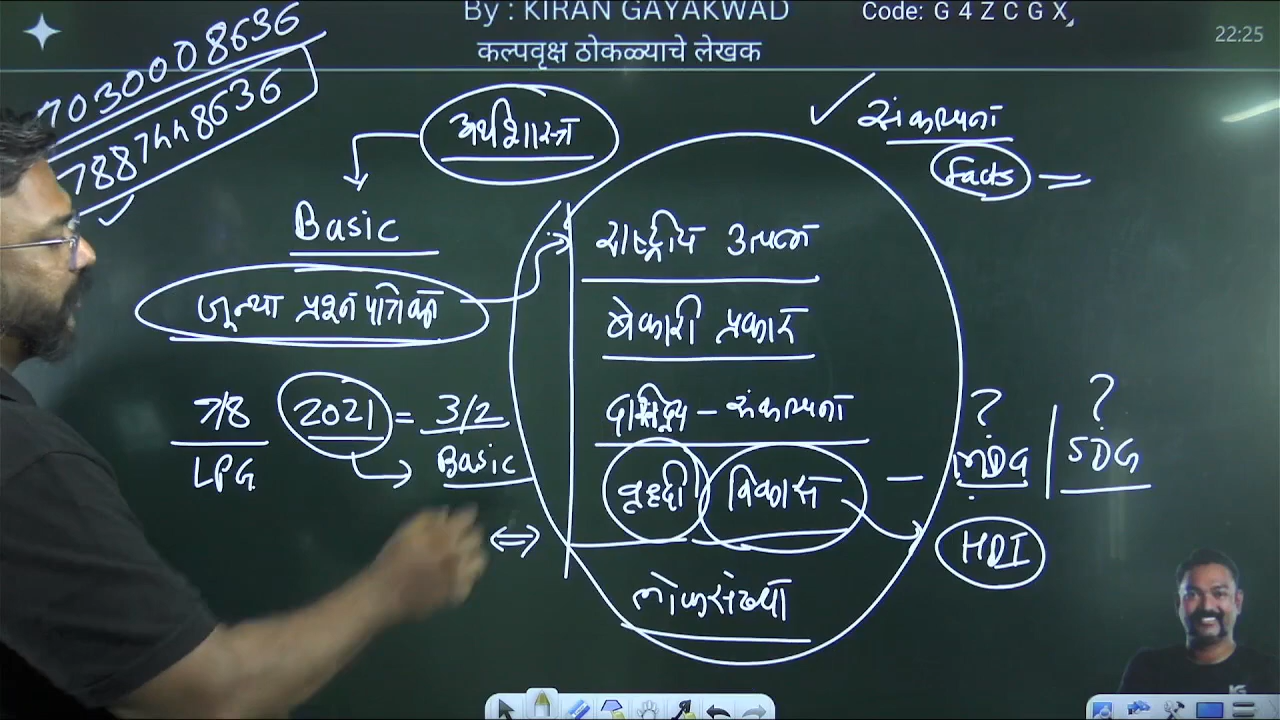 By : KIRAN GAYAKWAD
Code: G 4 Z C G X
22:25
कल्पवृक्ष ठोकळ्याचे लेखक
7030008636
7887448636
अर्थशास्त्र
संकल्पना
facts =
Basic
राष्ट्रीय उत्पन्न
जून्या प्रश्न पत्रिका
बेकारी प्रकार
7/8
LPG
2021 = 3/2
Basic
दारिद्र्य - संकल्पना
वृद्धी विकास - MDG | SDG
? ?
HDI
लोकसंख्या